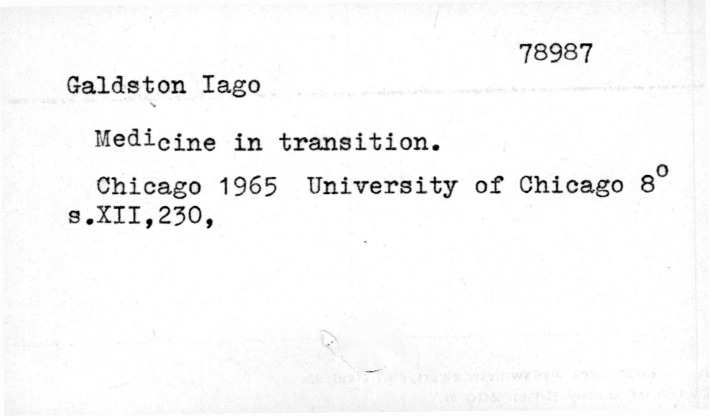 78987
Galdston Iago
Medicine in transition.
Chicago 1965 University of Chicago 8°
s.XII,230,